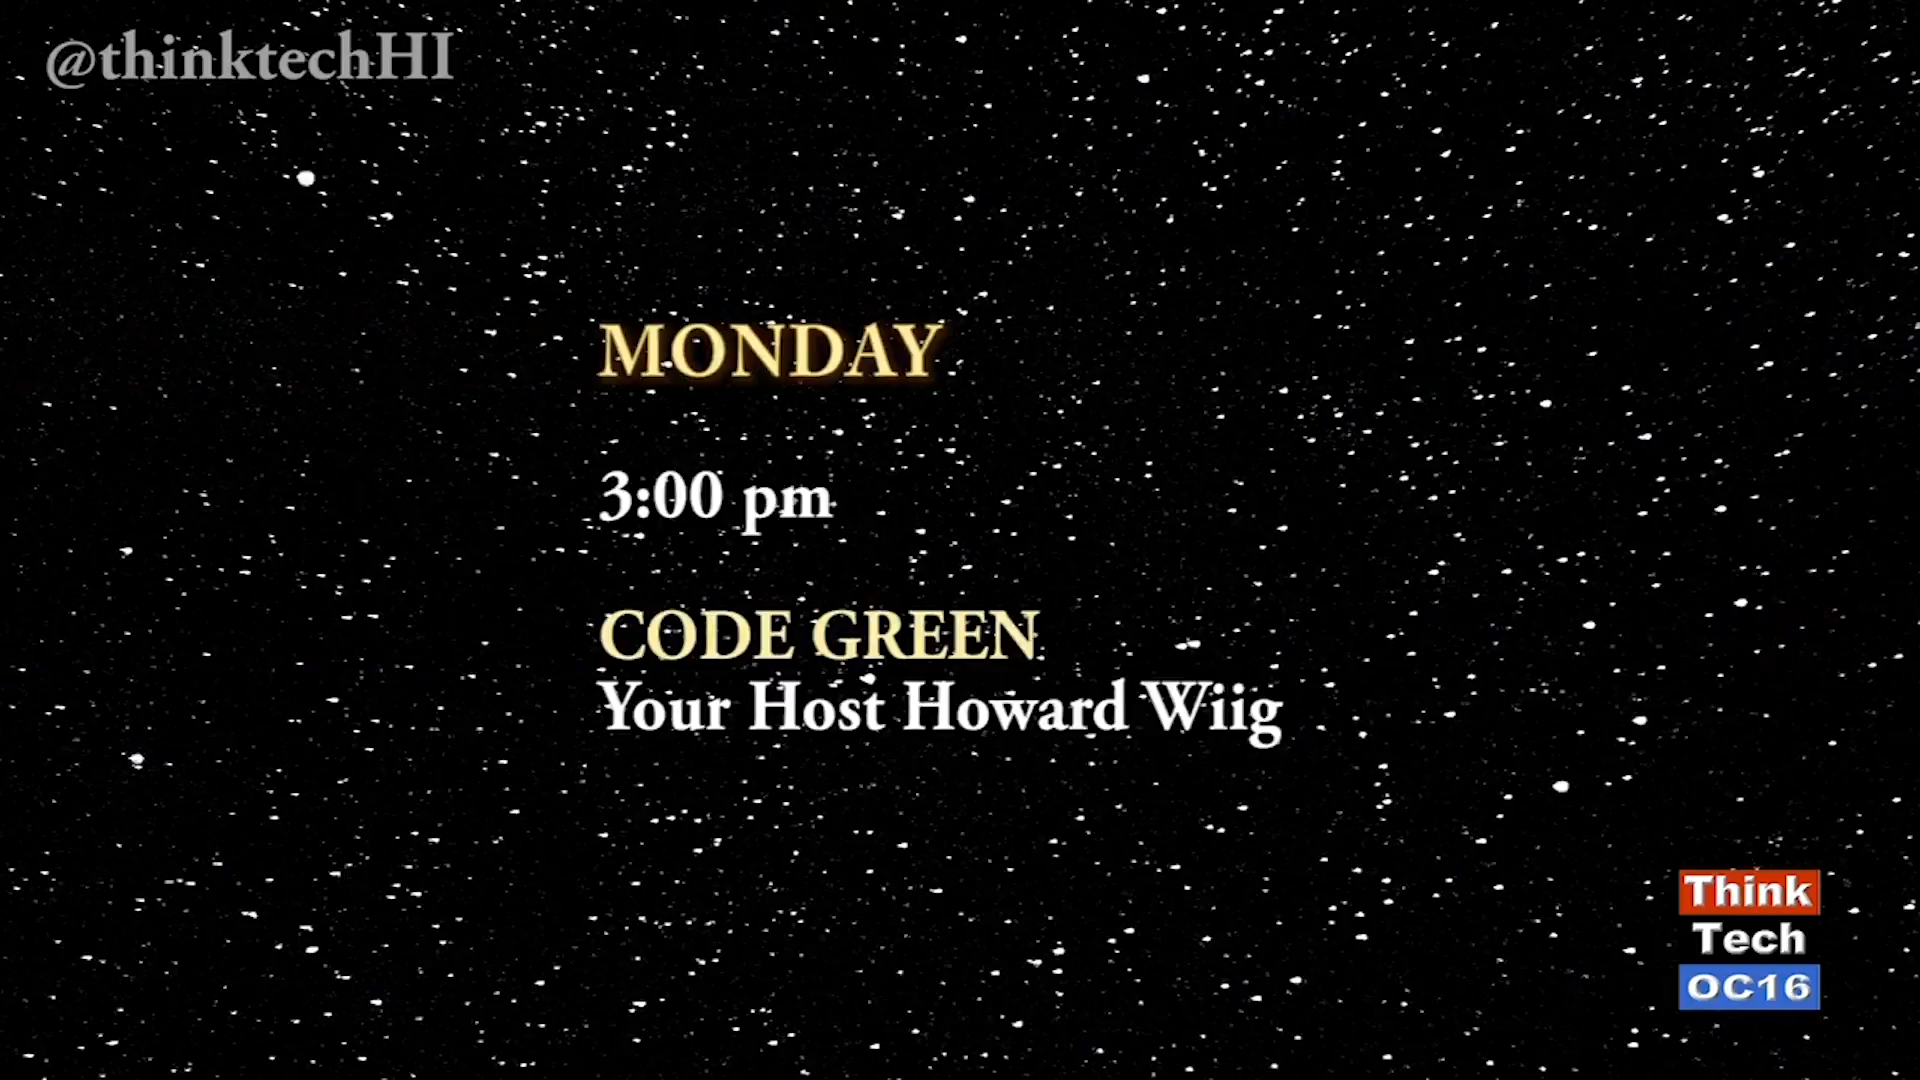 @thinktechHI
MONDAY
3:00 pm
CODE GREEN
Your Host Howard Wiig
Think
Tech
OC16